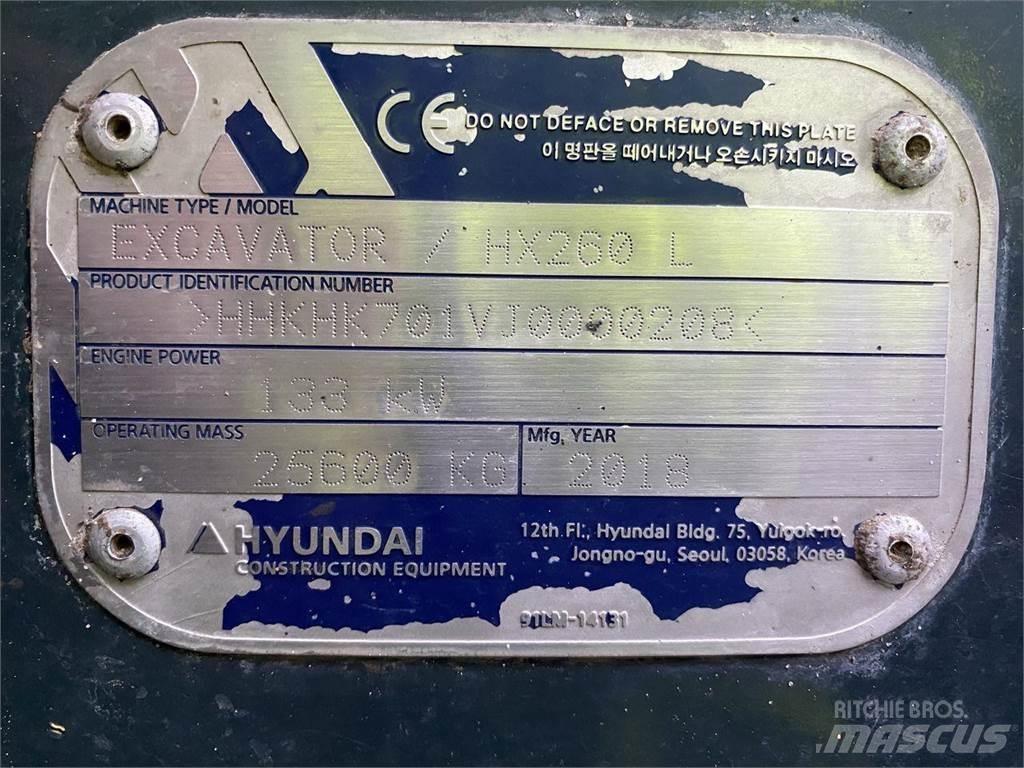 CE DO NOT DEFACE OR REMOVE THIS PLATE
이 명판을 떼어내거나 오손시키지 마시오
MACHINE TYPE / MODEL
EXCAVATOR / HX260 L
PRODUCT IDENTIFICATION NUMBER
>HHKHK701VJ0000208<
ENGINE POWER
133 kW
OPERATING MASS
25600 KG
Mfg. YEAR
2018
HYUNDAI
CONSTRUCTION EQUIPMENT
12th Fl., Hyundai Bldg. 75, Yulgok-ro,
Jongno-gu, Seoul, 03058, Korea
91LM-14131
RITCHIE BROS.
MASCUS